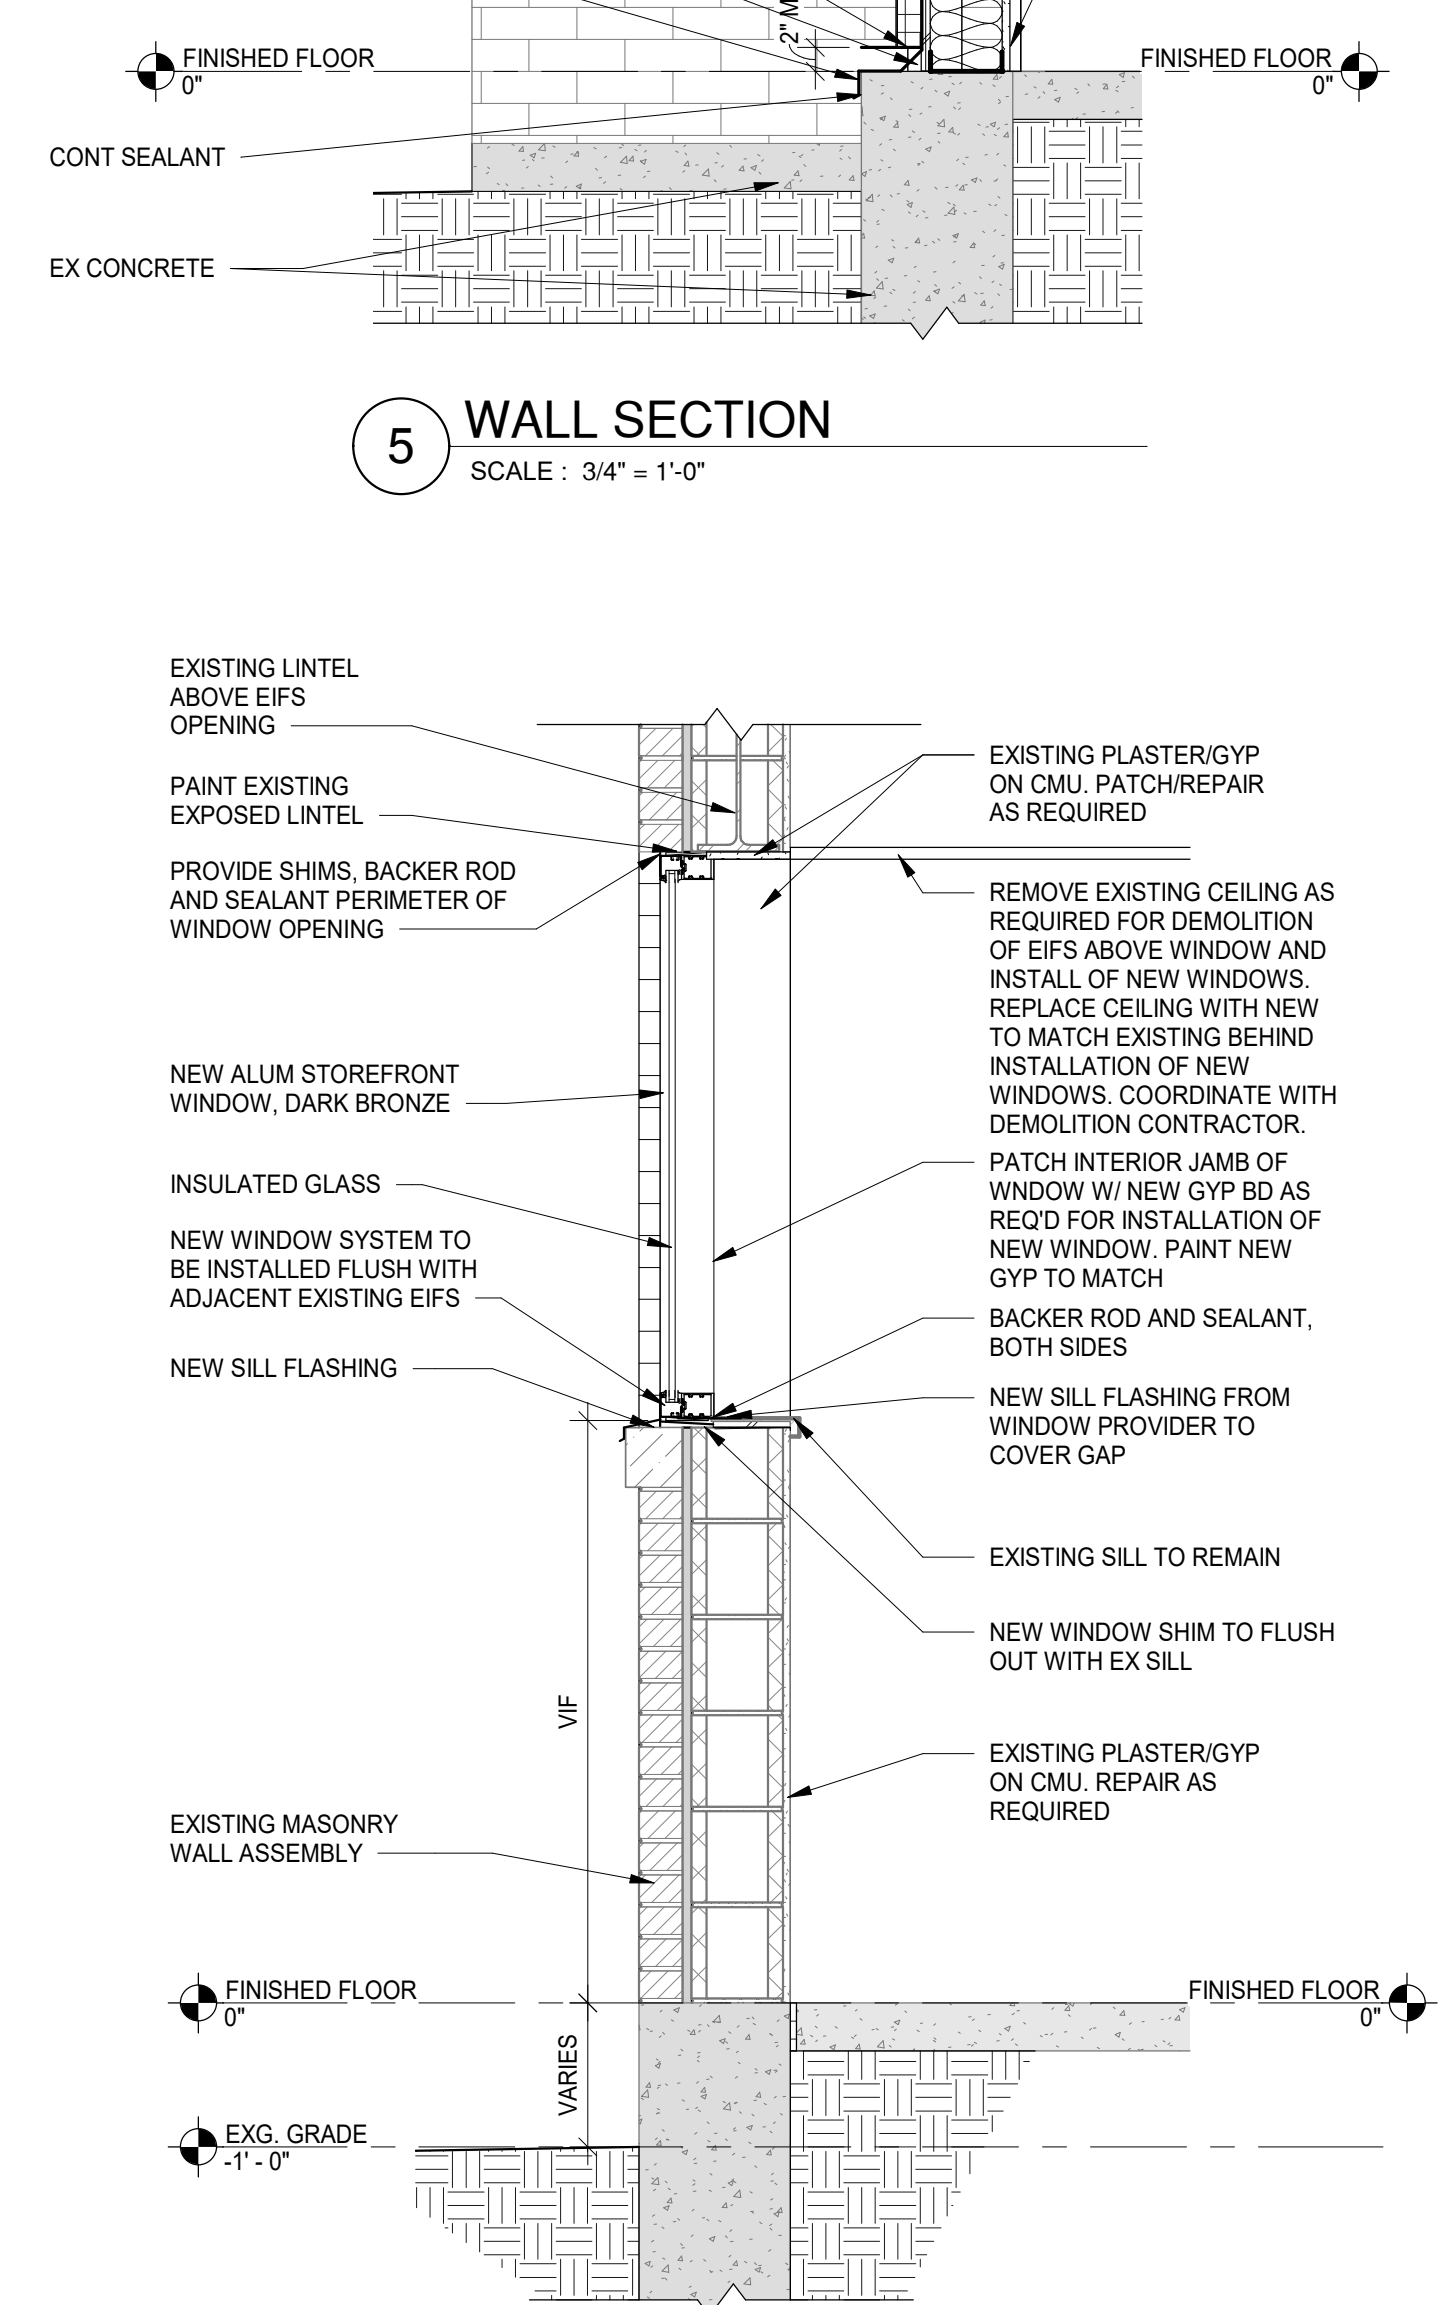 2" M
FINISHED FLOOR
0"
FINISHED FLOOR
0"
CONT SEALANT
EX CONCRETE
5
WALL SECTION
SCALE : 3/4" = 1'-0"
EXISTING LINTEL
ABOVE EIFS
OPENING
PAINT EXISTING
EXPOSED LINTEL
PROVIDE SHIMS, BACKER ROD
AND SEALANT PERIMETER OF
WINDOW OPENING
NEW ALUM STOREFRONT
WINDOW, DARK BRONZE
INSULATED GLASS
NEW WINDOW SYSTEM TO
BE INSTALLED FLUSH WITH
ADJACENT EXISTING EIFS
NEW SILL FLASHING
EXISTING PLASTER/GYP
ON CMU. PATCH/REPAIR
AS REQUIRED
REMOVE EXISTING CEILING AS
REQUIRED FOR DEMOLITION
OF EIFS ABOVE WINDOW AND
INSTALL OF NEW WINDOWS.
REPLACE CEILING WITH NEW
TO MATCH EXISTING BEHIND
INSTALLATION OF NEW
WINDOWS. COORDINATE WITH
DEMOLITION CONTRACTOR.
PATCH INTERIOR JAMB OF
WNDOW W/ NEW GYP BD AS
REQ'D FOR INSTALLATION OF
NEW WINDOW. PAINT NEW
GYP TO MATCH
BACKER ROD AND SEALANT,
BOTH SIDES
NEW SILL FLASHING FROM
WINDOW PROVIDER TO
COVER GAP
EXISTING SILL TO REMAIN
NEW WINDOW SHIM TO FLUSH
OUT WITH EX SILL
VIF
EXISTING PLASTER/GYP
ON CMU. REPAIR AS
REQUIRED
EXISTING MASONRY
WALL ASSEMBLY
FINISHED FLOOR
0"
FINISHED FLOOR
0"
VARIES
EXG. GRADE
-1' - 0"